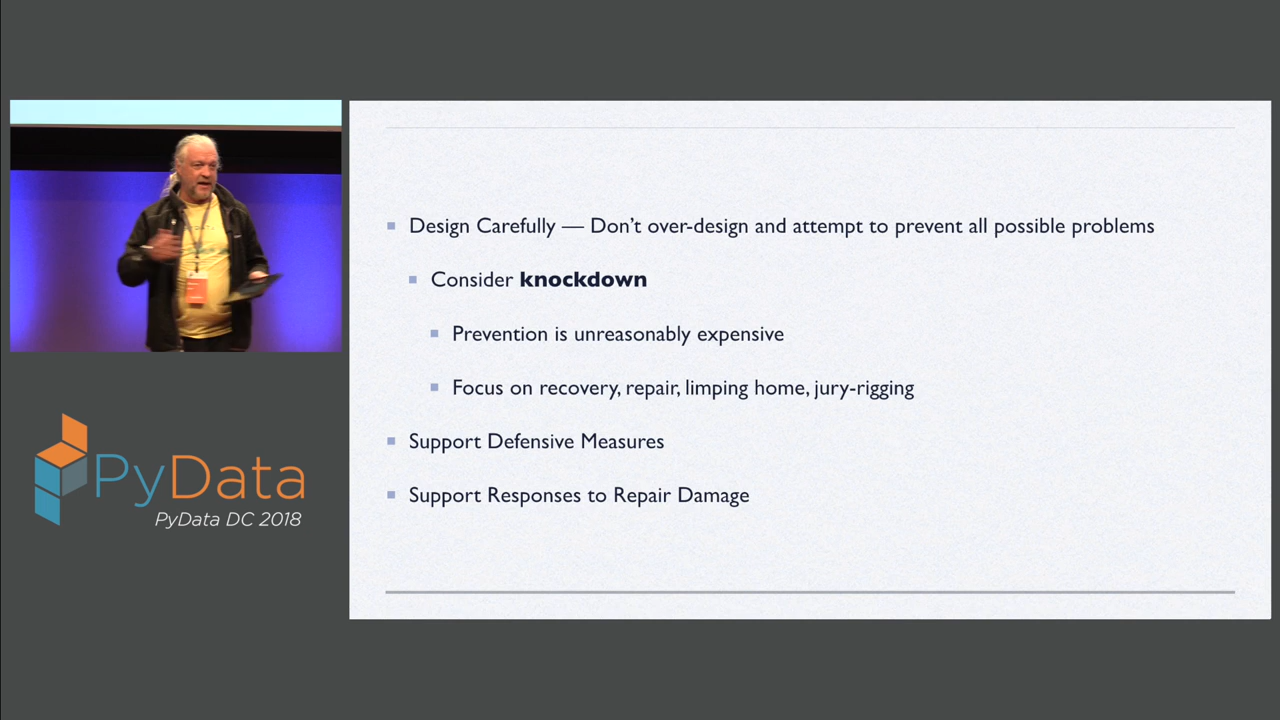 Design Carefully — Don't over-design and attempt to prevent all possible problems
Consider knockdown
Prevention is unreasonably expensive
Focus on recovery, repair, limping home, jury-rigging
Support Defensive Measures
Support Responses to Repair Damage
PyData
PyData DC 2018